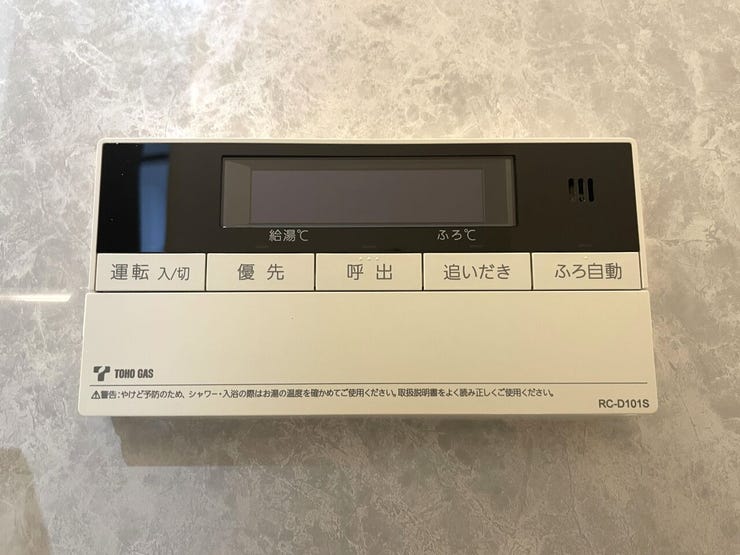 給湯℃ ふろ℃
運転 入/切 優先 呼出 追いだき ふろ自動
TOHO GAS
⚠警告:やけど予防のため、シャワー・入浴の際はお湯の温度を確かめてご使用ください。取扱説明書をよく読み正しくご使用ください。
RC-D101S